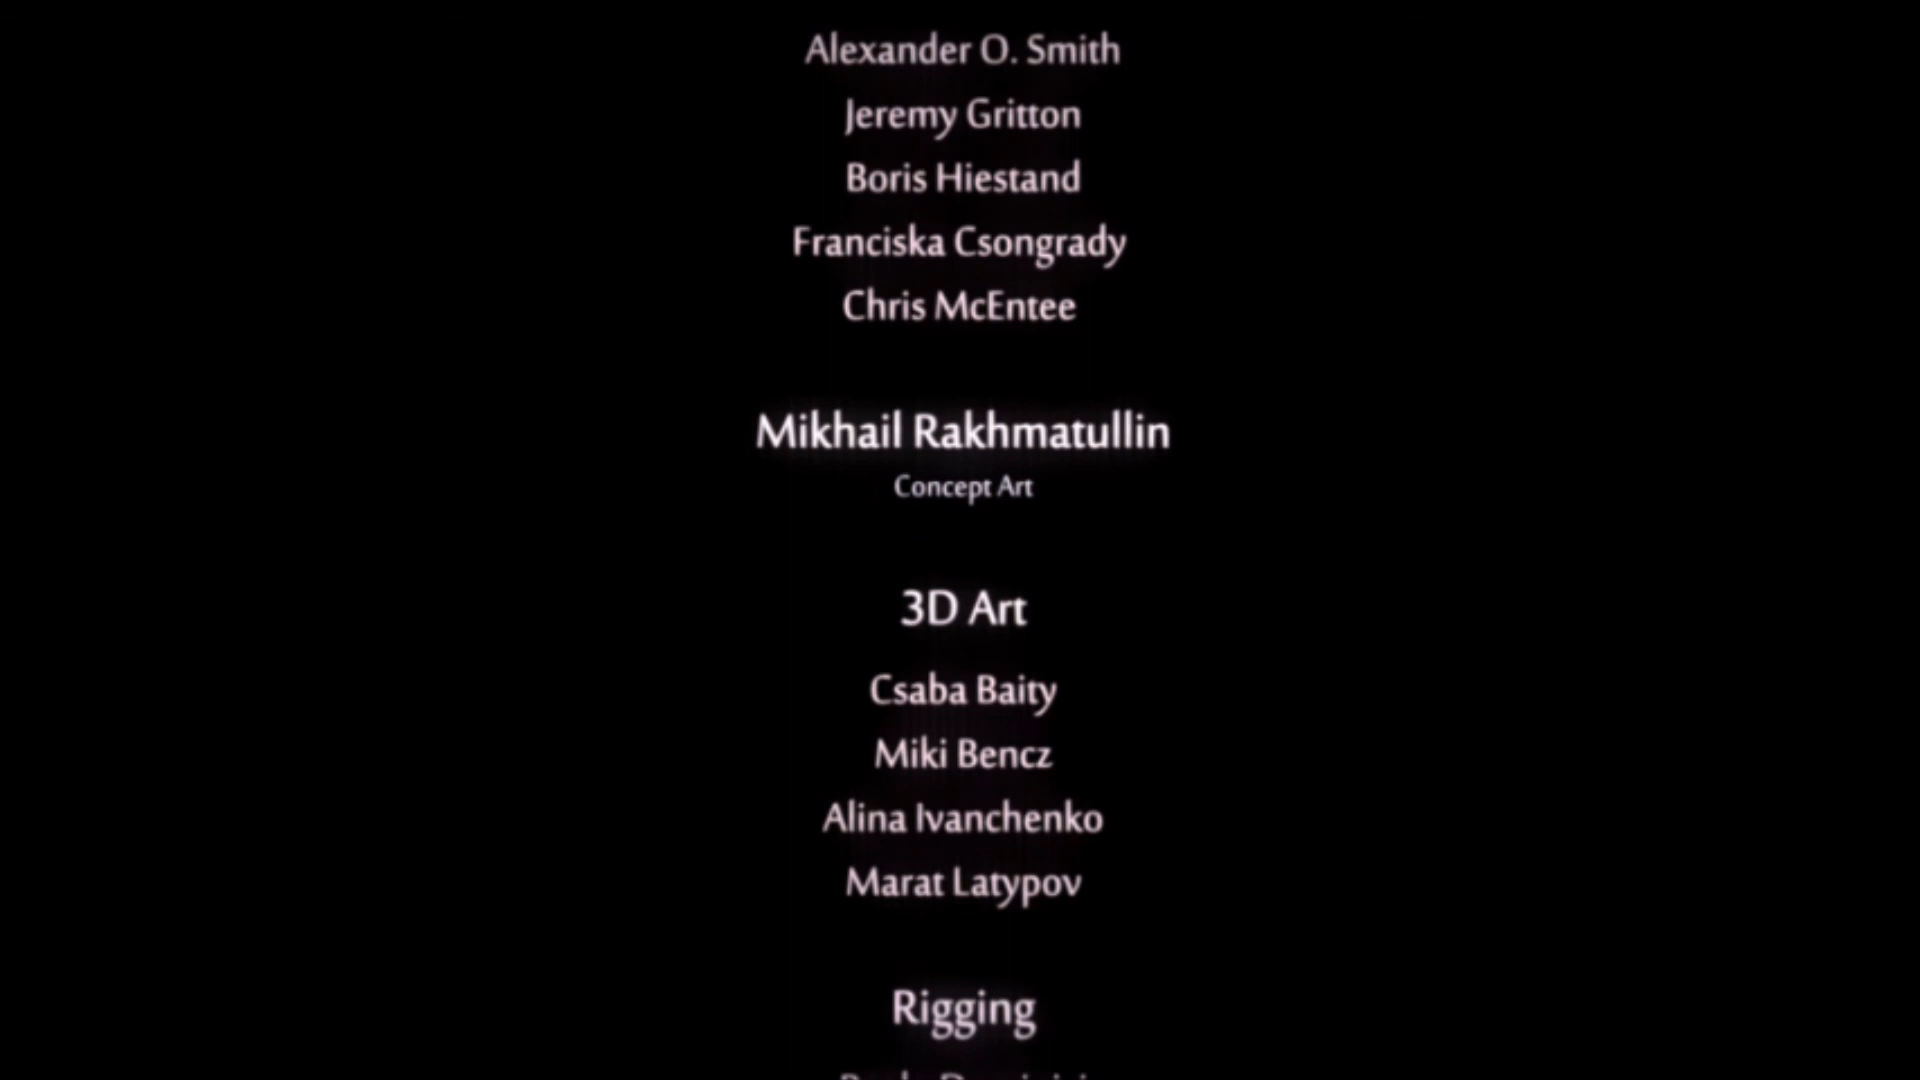 Alexander O. Smith
Jeremy Gritton
Boris Hiestand
Franciska Csongrady
Chris McEntee
Mikhail Rakhmatullin
Concept Art
3D Art
Csaba Baity
Miki Bencz
Alina Ivanchenko
Marat Latypov
Rigging